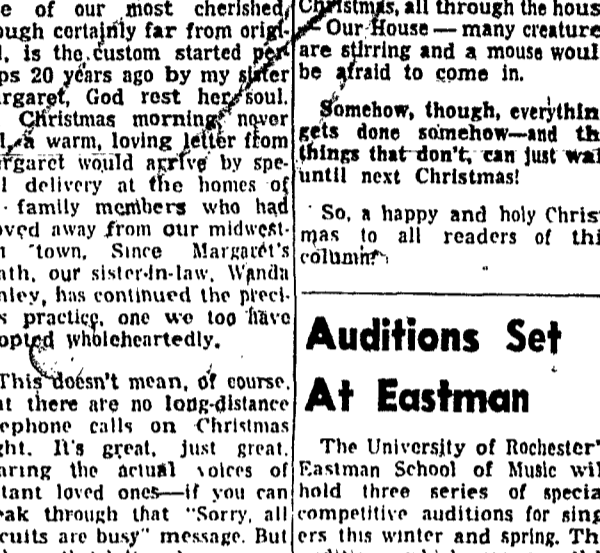 e of our most cherished,
ough certainly far from origi-
, is the custom started per-
ps 20 years ago by my sister
rgaret, God rest her soul.
Christmas morning never
a warm, loving letter from
rgaret would arrive by spe-
l delivery at the homes of
family members who had
oved away from our midwest-
town. Since Margaret's
ath, our sister-in-law, Wanda
nley, has continued the preci-
s practice, one we too have
opted wholeheartedly.
This doesn't mean, of course,
at there are no long-distance
ephone calls on Christmas
ght. It's great, just great,
aring the actual voices of
tant loved ones—if you can
eak through that "Sorry, all
cuits are busy" message. But
Christmas, all through the hous
— Our House — many creature
are stirring and a mouse woul
be afraid to come in.
Somehow, though, everythin
gets done somehow—and th
things that don't, can just wai
until next Christmas!
So, a happy and holy Christ
mas to all readers of thi
column.
Auditions Set
At Eastman
The University of Rochester'
Eastman School of Music wil
hold three series of specia
competitive auditions for sing
ers this winter and spring. Th